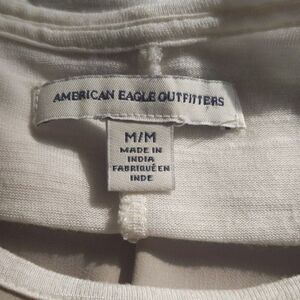 AMERICAN EAGLE OUTFITTERS
M/M
MADE IN
INDIA
FABRIQUÉ EN
INDE